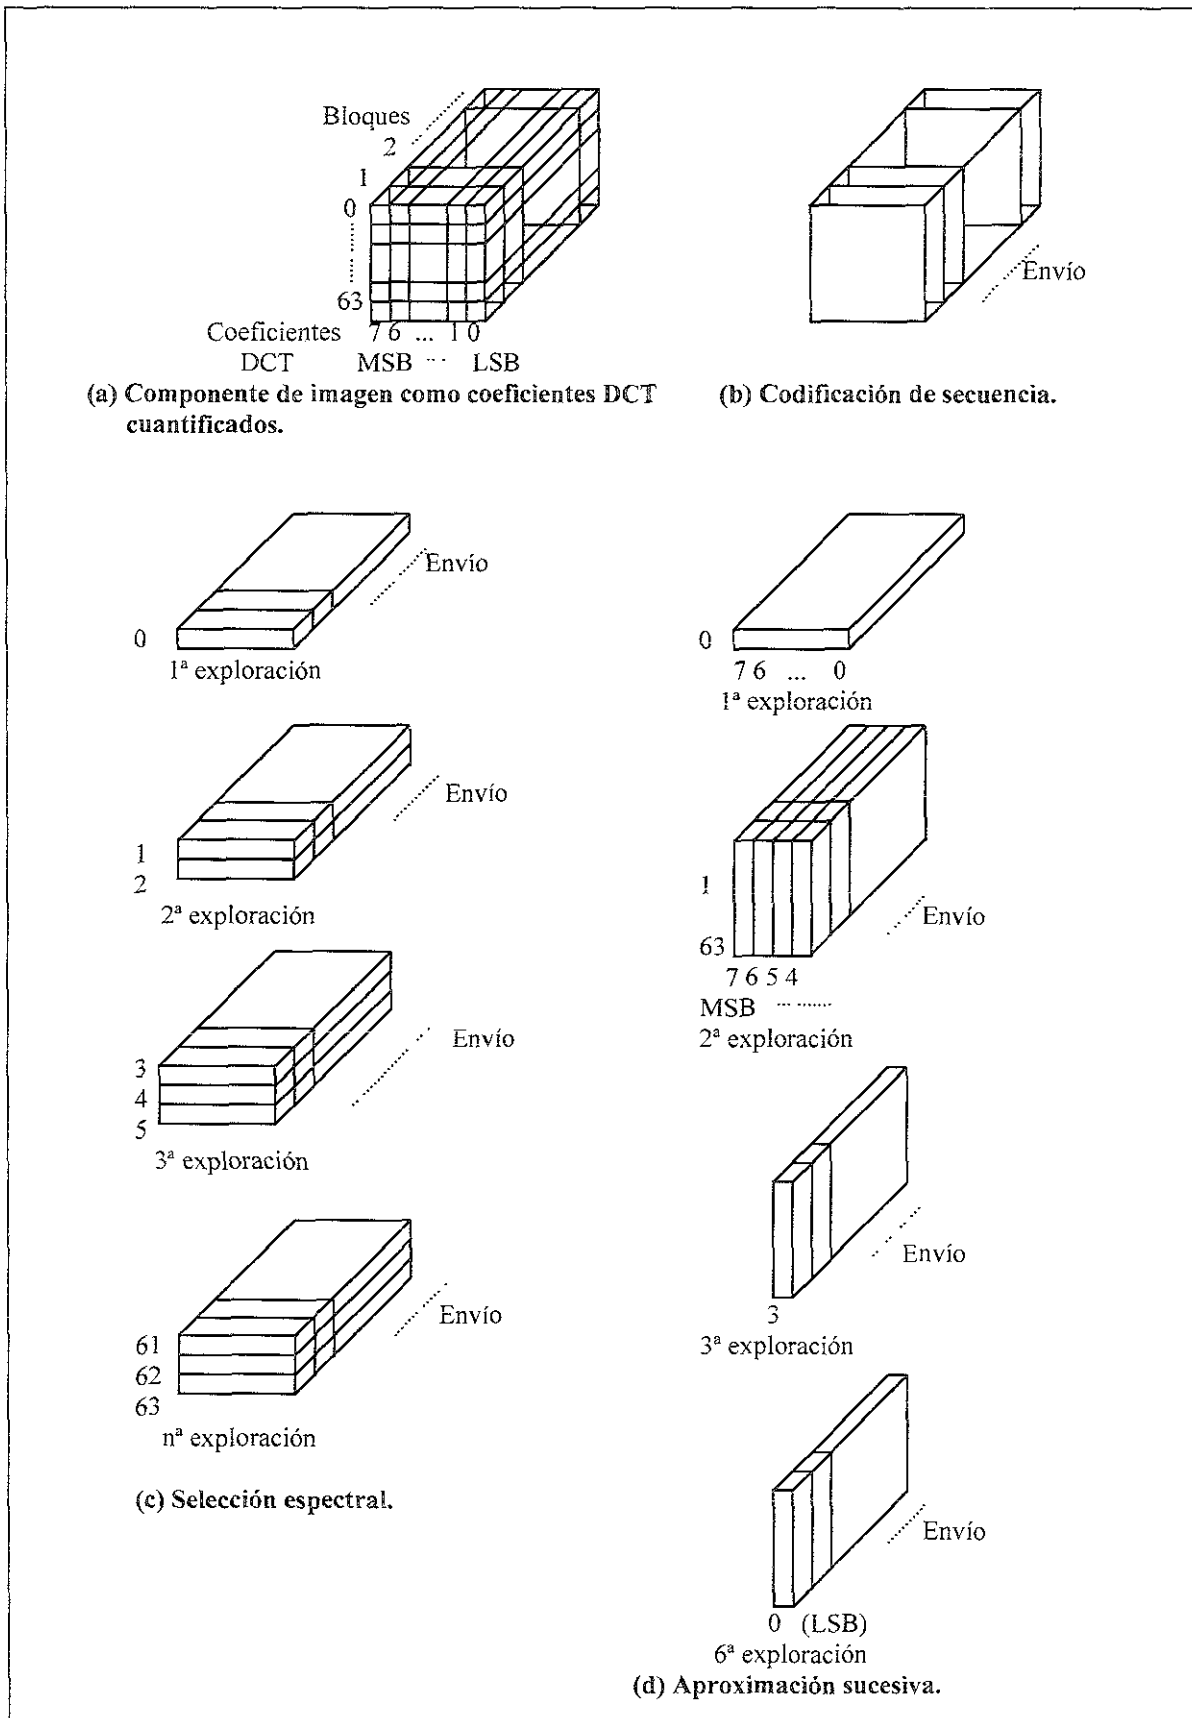 Bloques
2
1
0
63
Coeficientes 7 6 ... 1 0
DCT MSB ... LSB
(a) Componente de imagen como coeficientes DCT
cuantificados.
Envío
(b) Codificación de secuencia.
Envío
0
1ª exploración
Envío
1
2
2ª exploración
Envío
3
4
5
3ª exploración
Envío
61
62
63
nª exploración
(c) Selección espectral.
0
7 6 ... 0
1ª exploración
1
Envío
63
7 6 5 4
MSB
2ª exploración
Envío
3
3ª exploración
Envío
0 (LSB)
6ª exploración
(d) Aproximación sucesiva.